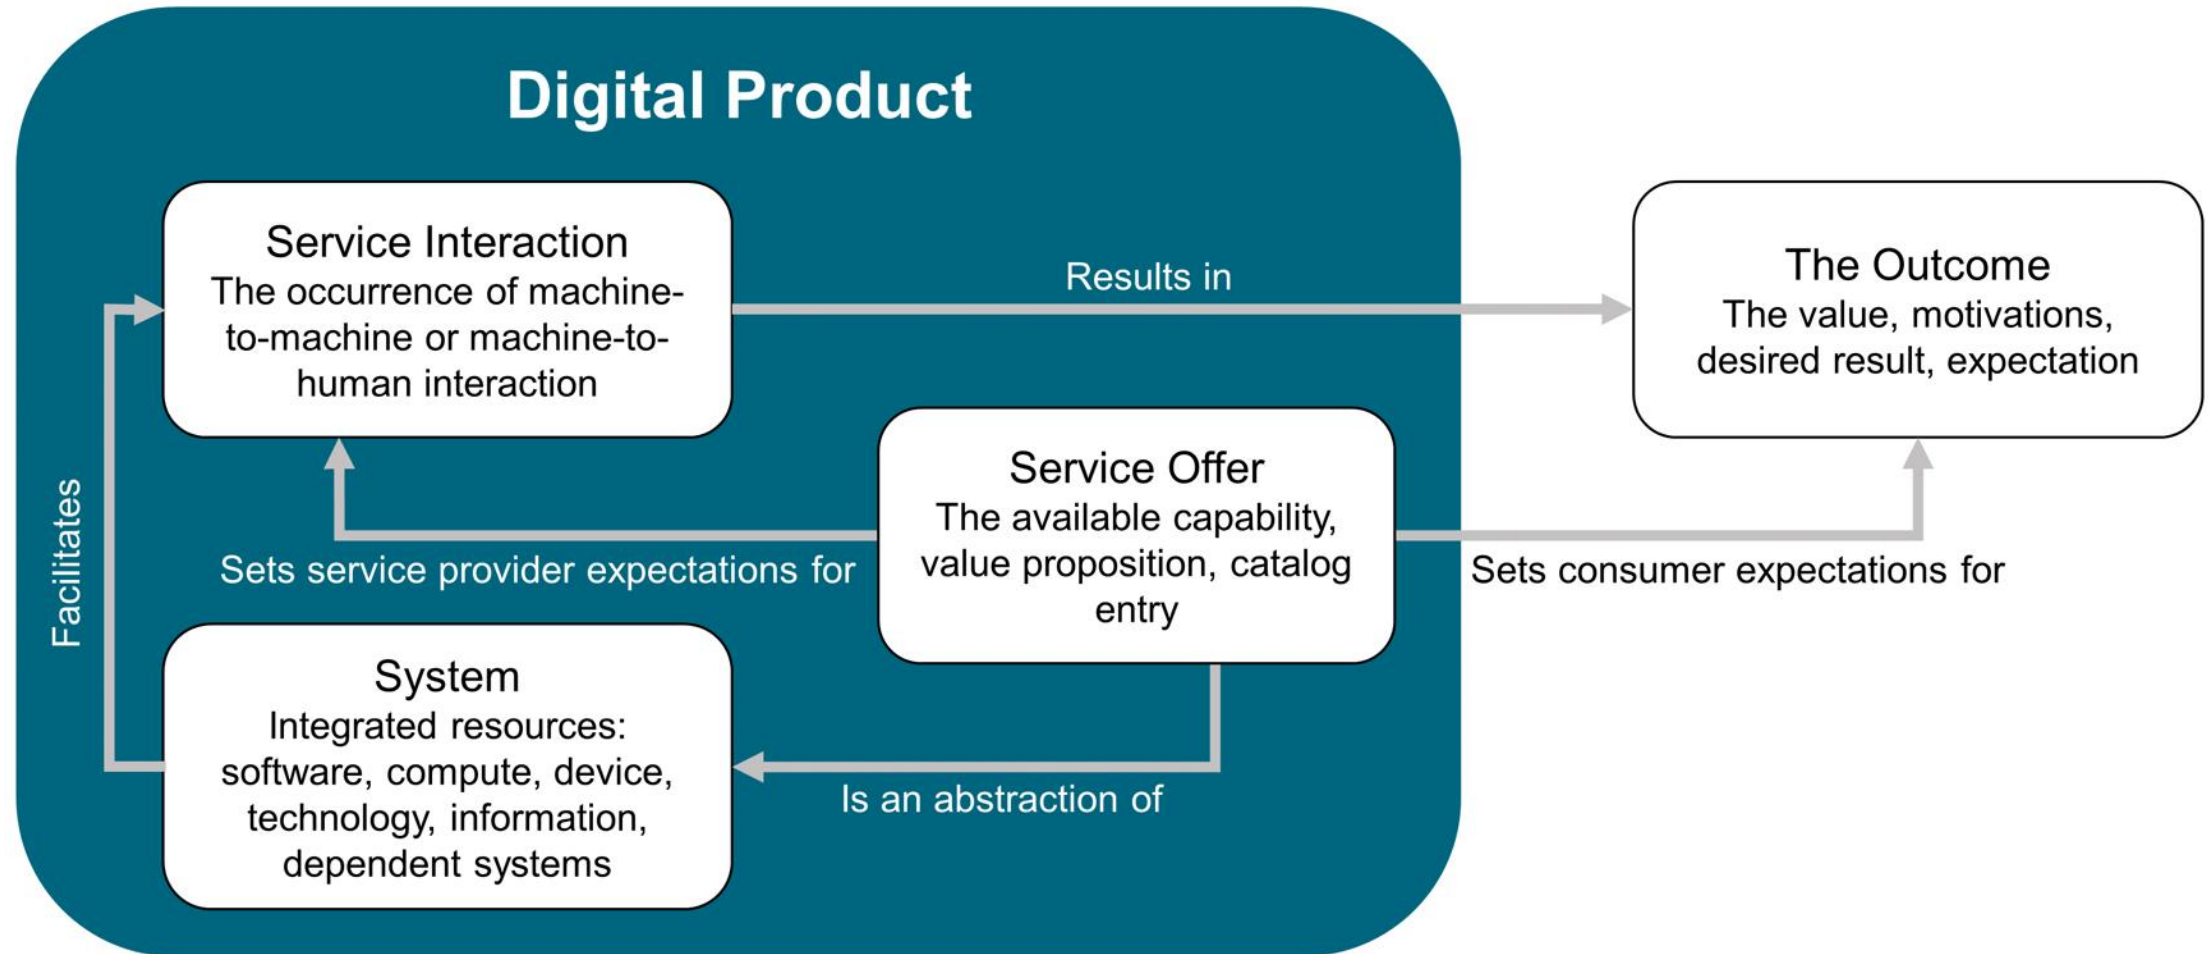 Digital Product
Service Interaction
The occurrence of machine-
to-machine or machine-to-
human interaction
Results in
The Outcome
The value, motivations,
desired result, expectation
Service Offer
The available capability,
value proposition, catalog
entry
Facilitates
Sets service provider expectations for
Sets consumer expectations for
System
Integrated resources:
software, compute, device,
technology, information,
dependent systems
Is an abstraction of